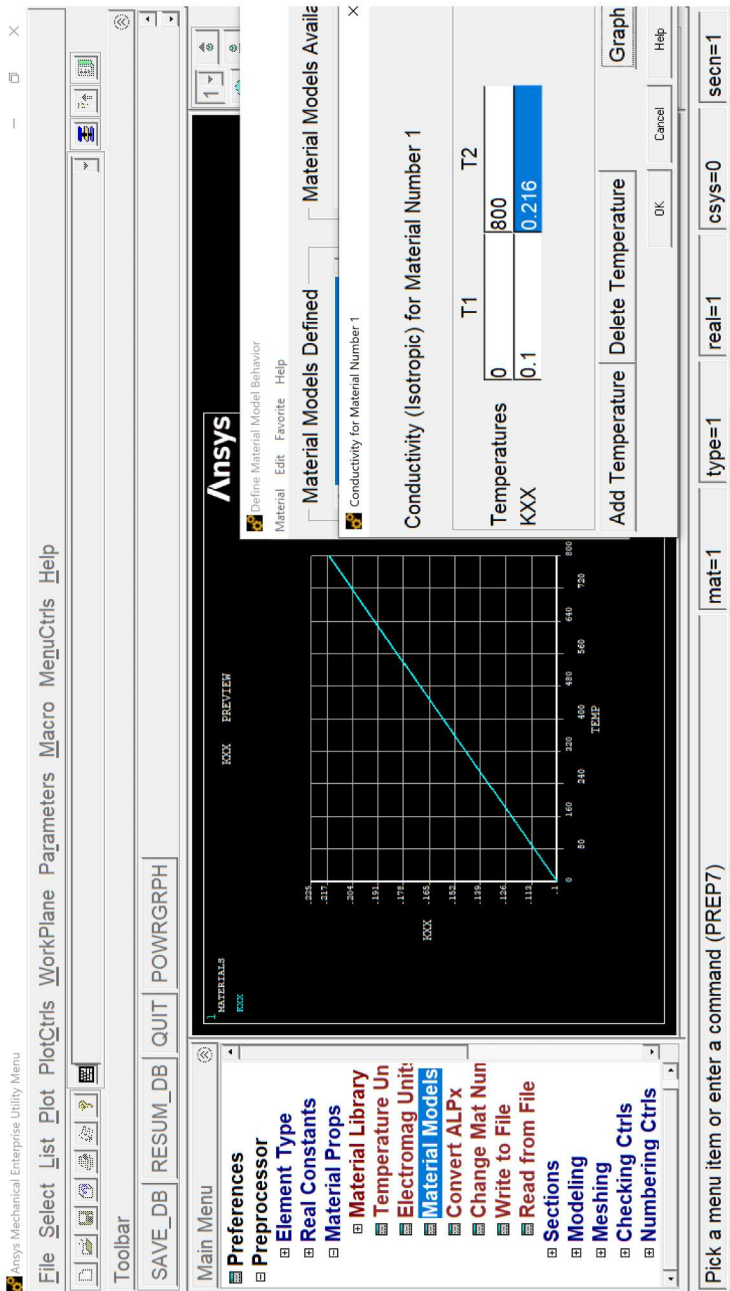 Ansys Mechanical Enterprise Utility Menu
File Select List Plot PlotCtrls WorkPlane Parameters Macro MenuCtrls Help
Toolbar
SAVE_DB RESUM_DB QUIT POWRGRPH
Main Menu
Preferences
Preprocessor
Element Type
Real Constants
Material Props
Material Library
Temperature Un
Electromag Units
Material Models
Convert ALPx
Change Mat Num
Write to File
Read from File
Sections
Modeling
Meshing
Checking Ctrls
Numbering Ctrls
1
MATERIALS
KXX
KXX PREVIEW
Ansys
.225
.217
.204
.191
.178
.165
.152
.139
.126
.113
.1
KXX
0 80 160 240 320 400 480 560 640 720 800
TEMP
1
Define Material Model Behavior
Material Edit Favorite Help
Material Models Defined
Material Models Availa
Conductivity for Material Number 1
Conductivity (Isotropic) for Material Number 1
T1 T2
Temperatures 0 800
KXX 0.1 0.216
Add Temperature Delete Temperature Graph
OK Cancel Help
Pick a menu item or enter a command (PREP7) mat=1 type=1 real=1 csys=0 secn=1